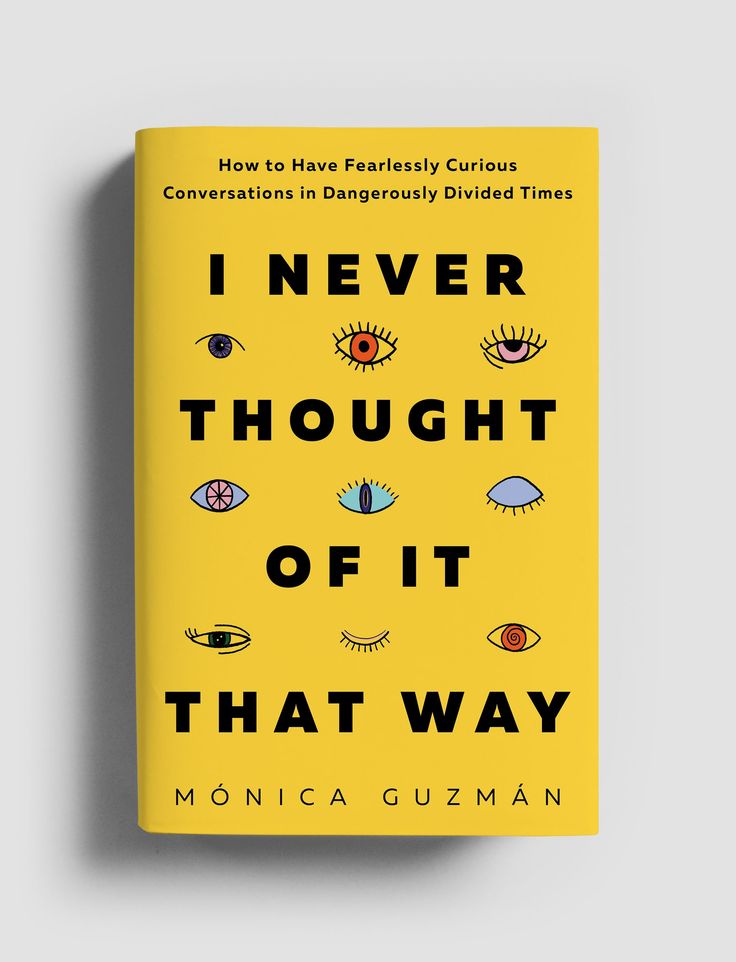 How to Have Fearlessly Curious
Conversations in Dangerously Divided Times
I NEVER
THOUGHT
OF IT
THAT WAY
MÓNICA GUZMÁN